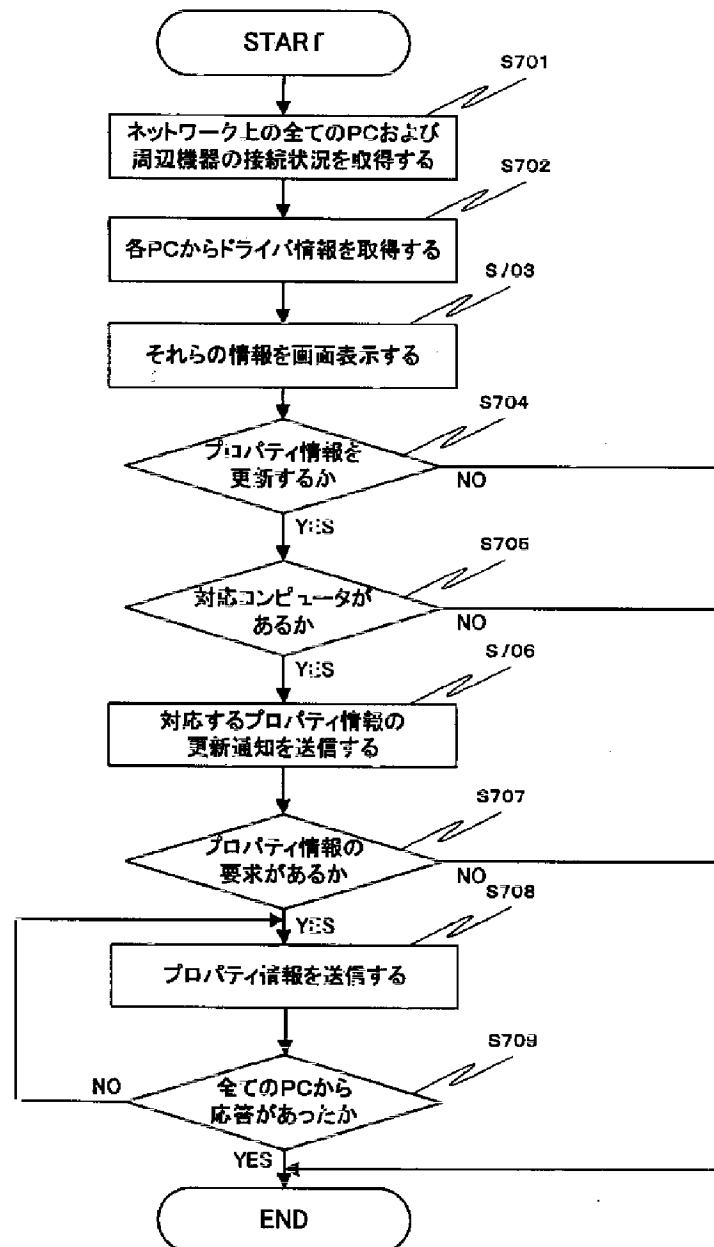 START
S701
ネットワーク上の全てのPCおよび
周辺機器の接続状況を取得する
S702
各PCからドライバ情報を取得する
S703
それらの情報を画面表示する
S704
プロパティ情報を
更新するか
NO
YES
S705
対応コンピュータが
あるか
NO
YES
S706
対応するプロパティ情報の
更新通知を送信する
S707
プロパティ情報の
要求があるか
NO
YES
S708
プロパティ情報を送信する
S709
全てのPCから
応答があったか
NO
YES
END